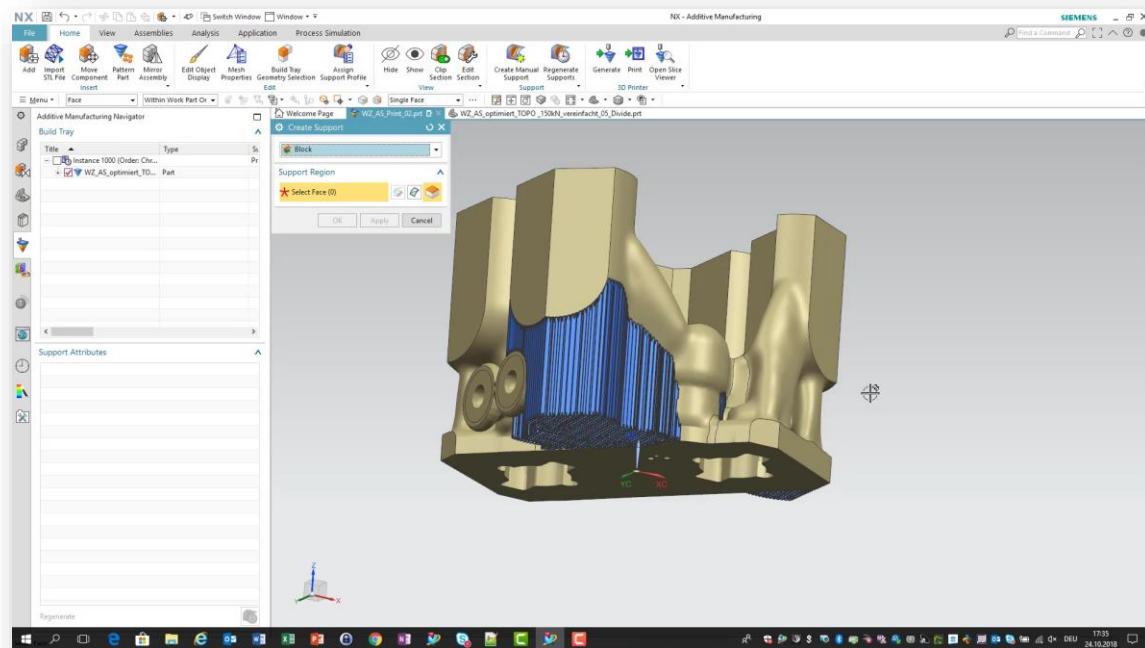 NX Switch Window Window NX - Additive Manufacturing SIEMENS
File Home View Assemblies Analysis Application Process Simulation Find a Command
Add Import STL File Move Component Pattern Part Mirror Assembly Edit Object Display Mesh Properties Build Tray Geometry Selection Assign Support Profile Hide Show Clip Section Edit Section Create Manual Support Regenerate Supports Generate Print Open Slice Viewer
Insert Edit View Support 3D Printer
Menu Face Within Work Part Or Single Face
Additive Manufacturing Navigator Welcome Page WZ_AS_Print_02.prt WZ_AS_optimiert_TOPO_150kN_vereinfacht_05_Divide.prt
Build Tray
Title Type
Instance 1000 (Order: Chr... Pr
WZ_AS_optimiert_TO... Part
Create Support
Block
Support Region
Select Face (0)
OK Apply Cancel
Support Attributes
YC XC
Z
Y X
Regenerate
DEU 17:35
24.10.2018